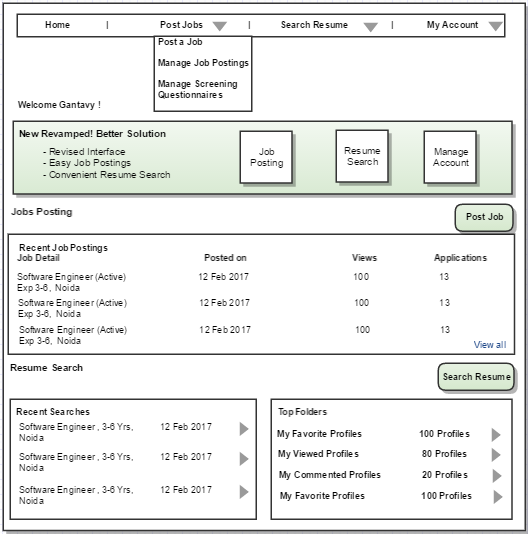 Home | Post Jobs | Search Resume | My Account
Post a Job
Manage Job Postings
Manage Screening
Questionnaires
Welcome Gantavy !
New Revamped! Better Solution
- Revised Interface
- Easy Job Postings
- Convenient Resume Search
Job
Posting
Resume
Search
Manage
Account
Jobs Posting
Post Job
Recent Job Postings
Job Detail Posted on Views Applications
Software Engineer (Active) 12 Feb 2017 100 13
Exp 3-6, Noida
Software Engineer (Active) 12 Feb 2017 100 13
Exp 3-6, Noida
Software Engineer (Active) 12 Feb 2017 100 13
Exp 3-6, Noida
View all
Resume Search
Search Resume
Recent Searches
Software Engineer , 3-6 Yrs, 12 Feb 2017
Noida
Software Engineer , 3-6 Yrs, 12 Feb 2017
Noida
Software Engineer , 3-6 Yrs, 12 Feb 2017
Noida
Top Folders
My Favorite Profiles 100 Profiles
My Viewed Profiles 80 Profiles
My Commented Profiles 20 Profiles
My Favorite Profiles 100 Profiles